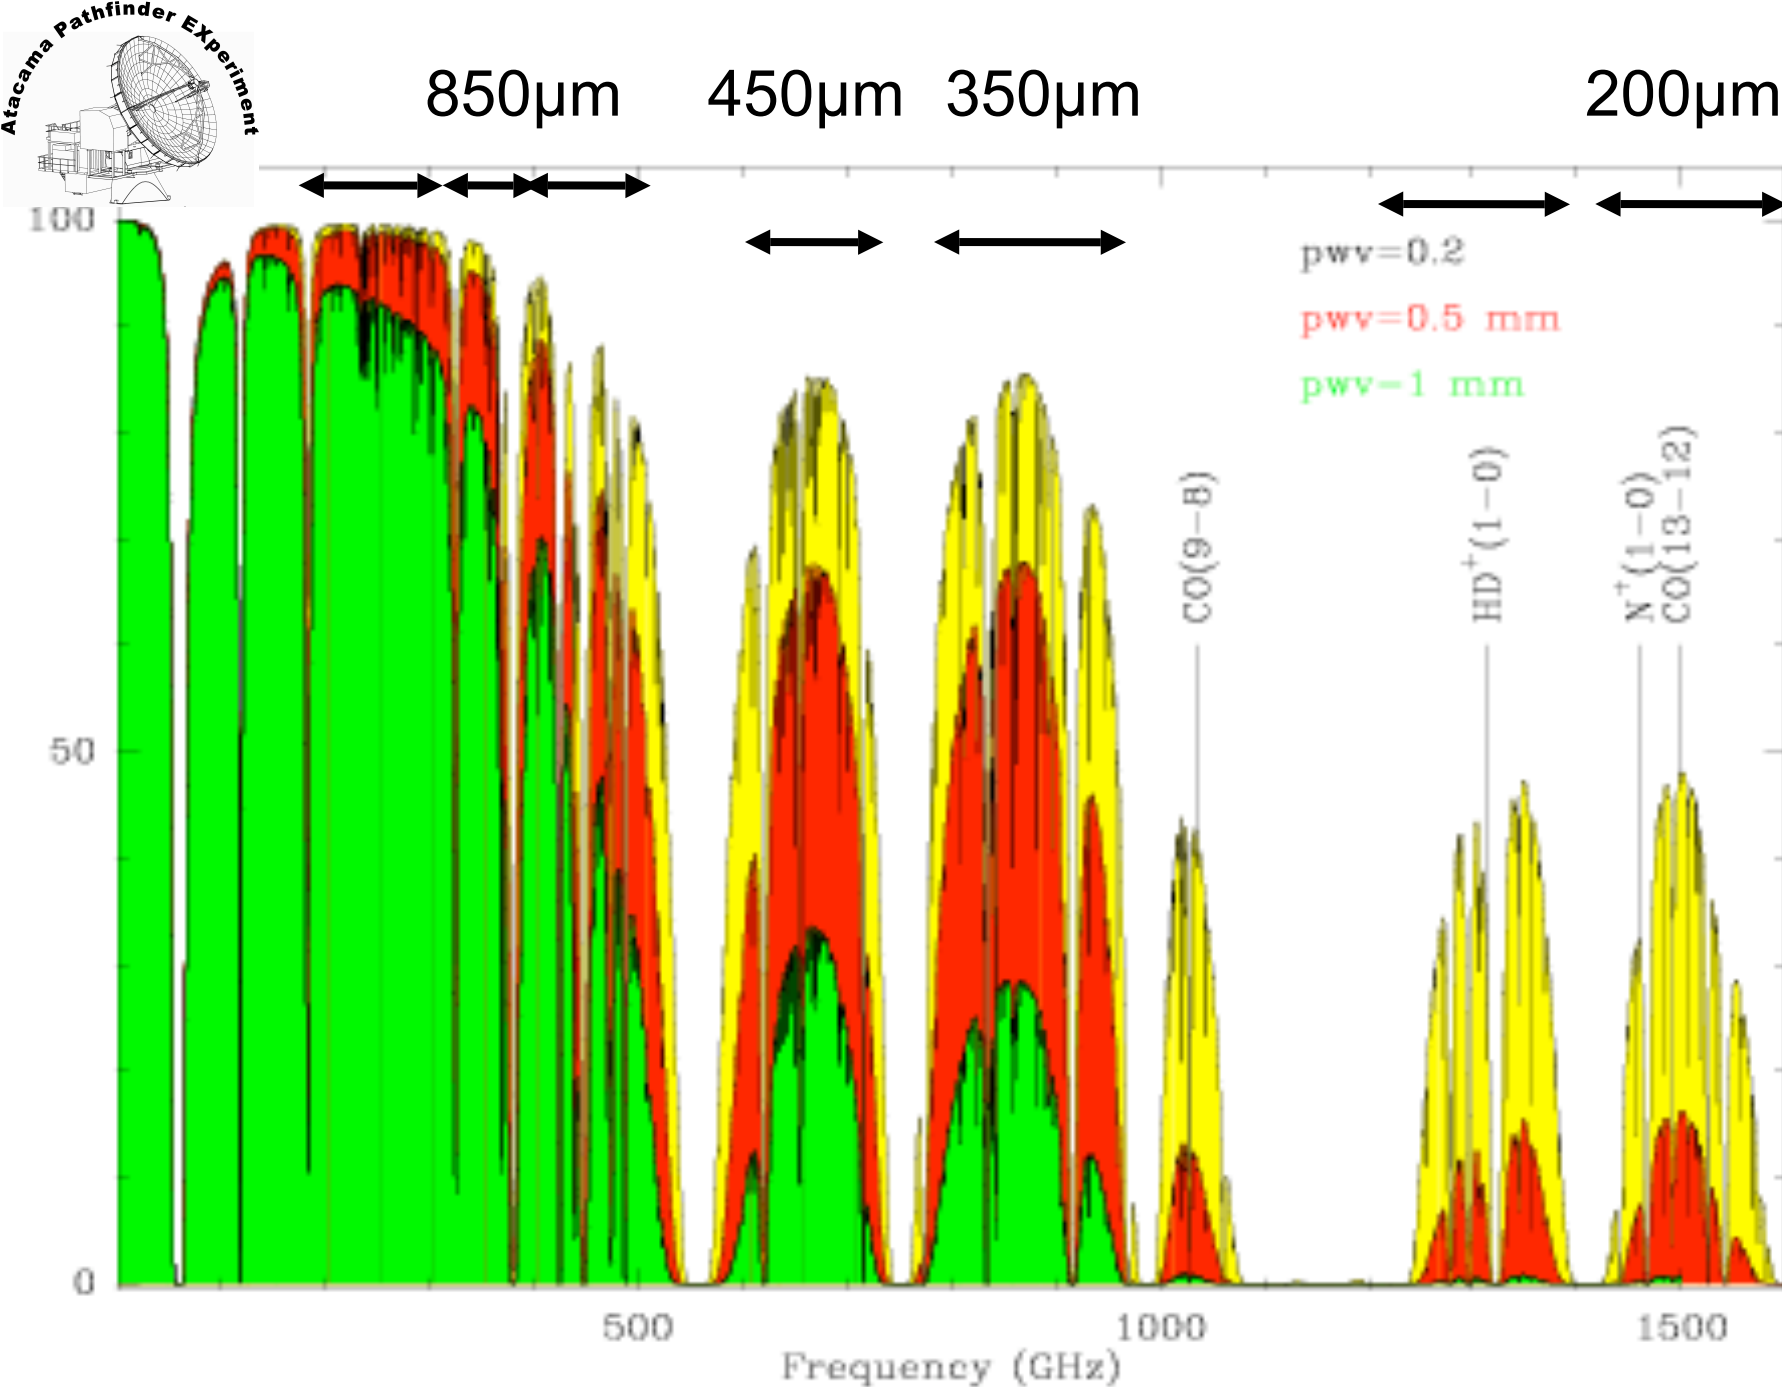 Atacama Pathfinder EXperiment
850µm 450µm 350µm 200µm
100
pwv=0.2
pwv=0.5 mm
pwv=1 mm
CO(9-8)
HD+(1-0)
N+(1-0)
CO(13-12)
50
0
500 1000 1500
Frequency (GHz)